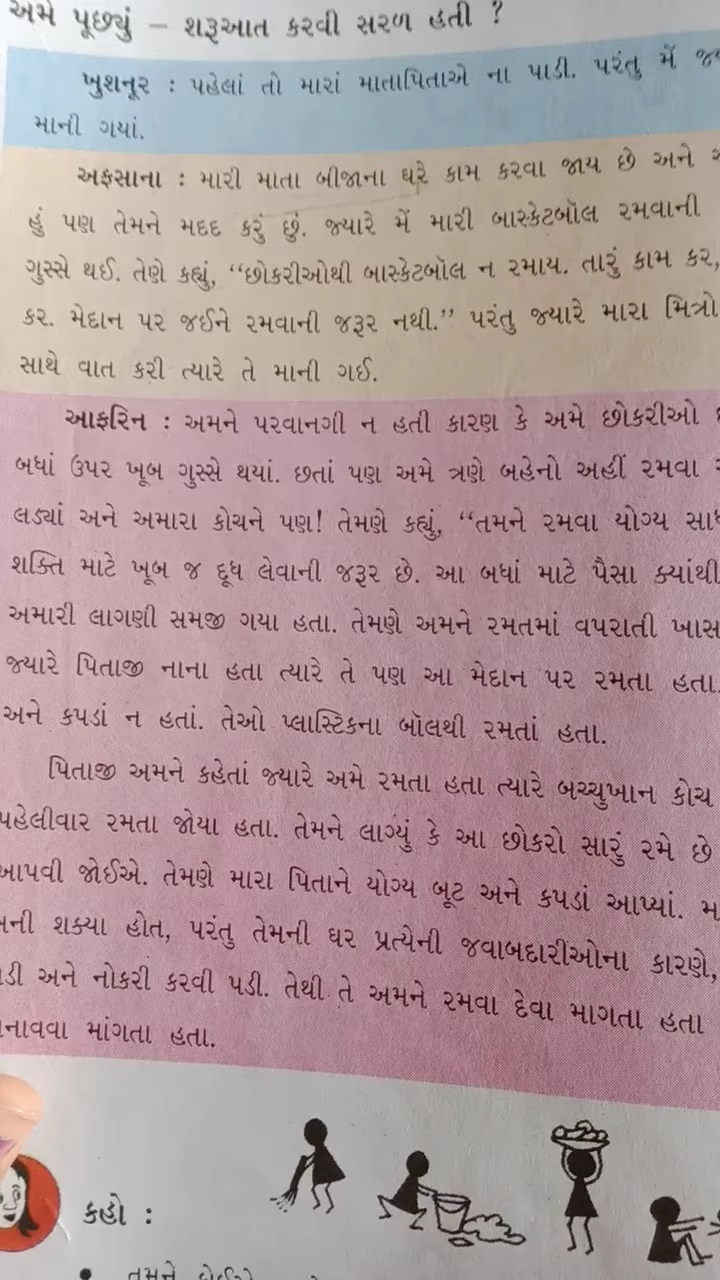 અમે પૂછ્યું – શરૂઆત કરવી સરળ હતી ?
ખુશનૂર : પહેલાં તો મારાં માતાપિતાએ ના પાડી. પરંતુ મેં
માની ગયાં.
અફસાના : મારી માતા બીજાના ઘરે કામ કરવા જાય છે અને
હું પણ તેમને મદદ કરું છું. જ્યારે મેં મારી બાસ્કેટબૉલ રમવાની
ગુસ્સે થઈ. તેણે કહ્યું, “છોકરીઓથી બાસ્કેટબૉલ ન રમાય. તારું કામ કર,
કર. મેદાન પર જઈને રમવાની જરૂર નથી.” પરંતુ જ્યારે મારા મિત્રો
સાથે વાત કરી ત્યારે તે માની ગઈ.
આફરિન : અમને પરવાનગી ન હતી કારણ કે અમે છોકરીઓ
બધાં ઉપર ખૂબ ગુસ્સે થયાં. છતાં પણ અમે ત્રણે બહેનો અહીં રમવા
લડ્યાં અને અમારા કોચને પણ! તેમણે કહ્યું, “તમને રમવા યોગ્ય
શક્તિ માટે ખૂબ જ દૂધ લેવાની જરૂર છે. આ બધાં માટે પૈસા ક્યાંથી
અમારી લાગણી સમજી ગયા હતા. તેમણે અમને રમતમાં વપરાતી ખાસ
જ્યારે પિતાજી નાના હતા ત્યારે તે પણ આ મેદાન પર રમતા હતા.
અને કપડાં ન હતાં. તેઓ પ્લાસ્ટિકના બૉલથી રમતાં હતા.
પિતાજી અમને કહેતાં જ્યારે અમે રમતા હતા ત્યારે બચ્ચુખાન કોચ
પહેલીવાર રમતા જોયા હતા. તેમને લાગ્યું કે આ છોકરો સારું રમે છે
આપવી જોઈએ. તેમણે મારા પિતાને યોગ્ય બૂટ અને કપડાં આપ્યાં.
શક્યા હોત, પરંતુ તેમની ઘર પ્રત્યેની જવાબદારીઓના કારણે,
અને નોકરી કરવી પડી. તેથી તે અમને રમવા દેવા માગતા હતા
માંગતા હતા.
કહો :